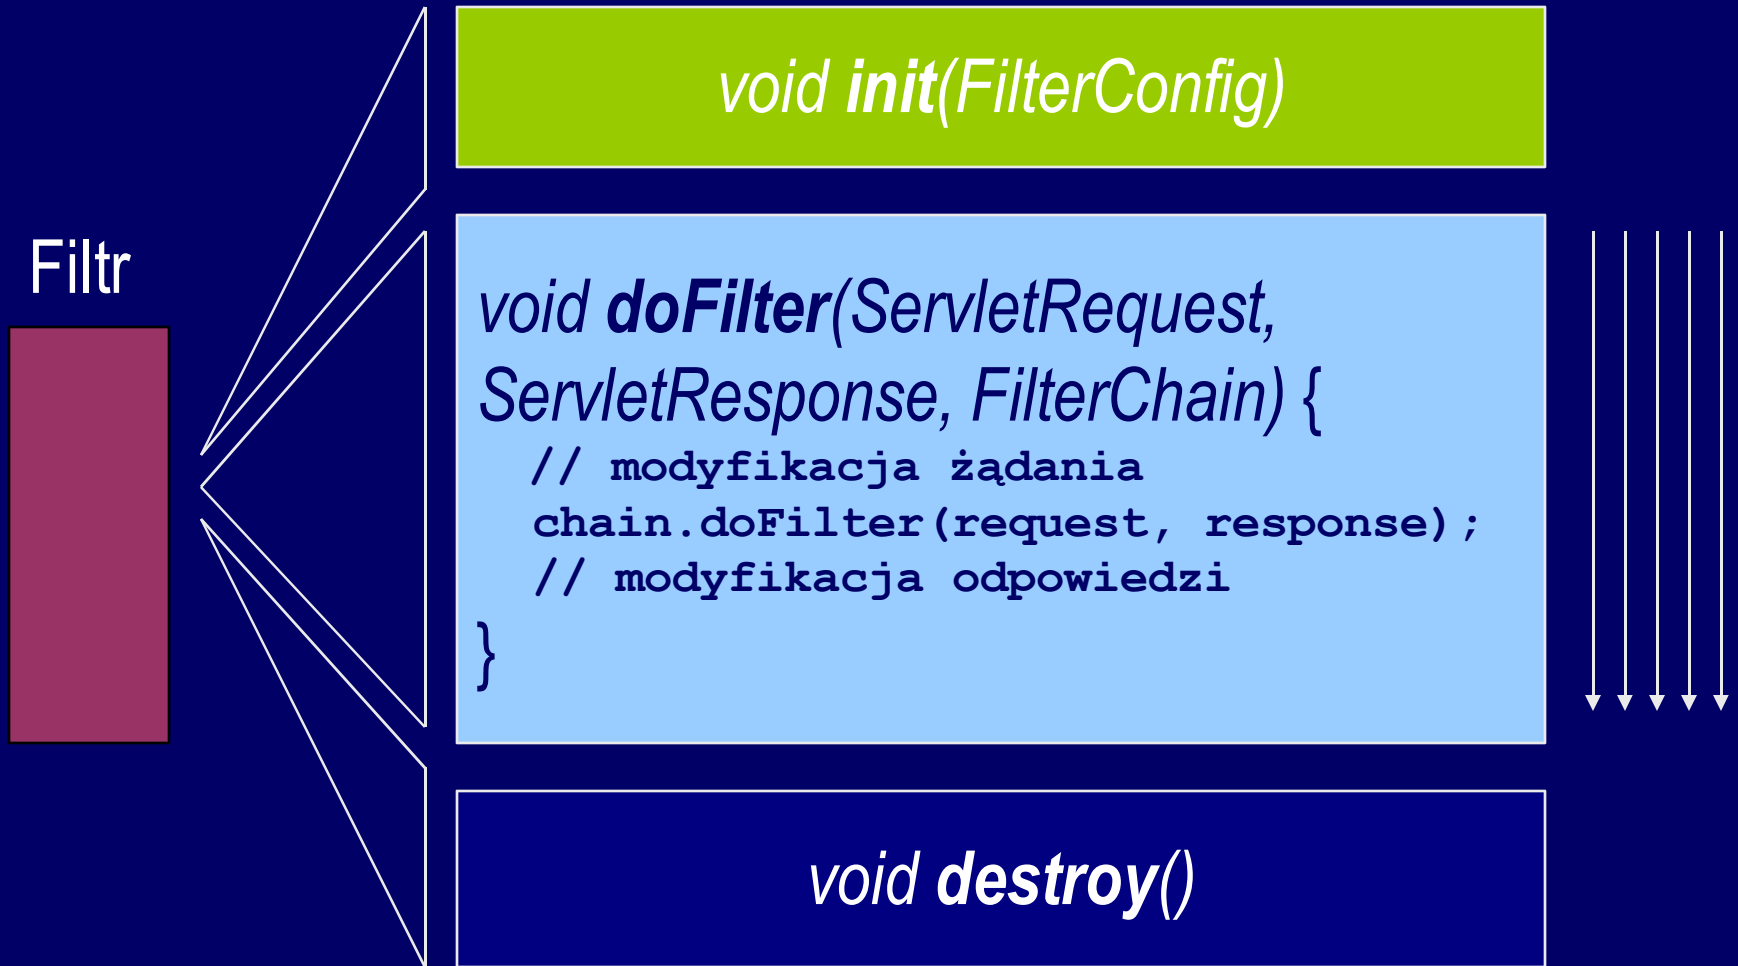 void init(FilterConfig)
Filtr
void doFilter(ServletRequest,
ServletResponse, FilterChain) {
// modyfikacja żądania
chain.doFilter(request, response);
// modyfikacja odpowiedzi
}
void destroy()